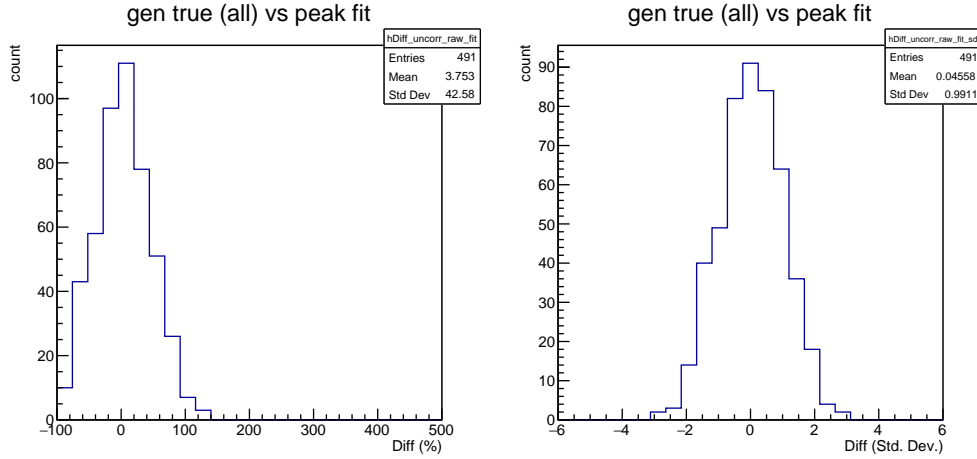 gen true (all) vs peak fit
count
hDiff_uncorr_raw_fit
Entries 491
Mean 3.753
Std Dev 42.58
100
80
60
40
20
0
−100 0 100 200 300 400 500
Diff (%)
gen true (all) vs peak fit
count
hDiff_uncorr_raw_fit_sd
Entries 491
Mean 0.04558
Std Dev 0.9911
90
80
70
60
50
40
30
20
10
0
−6 −4 −2 0 2 4 6
Diff (Std. Dev.)